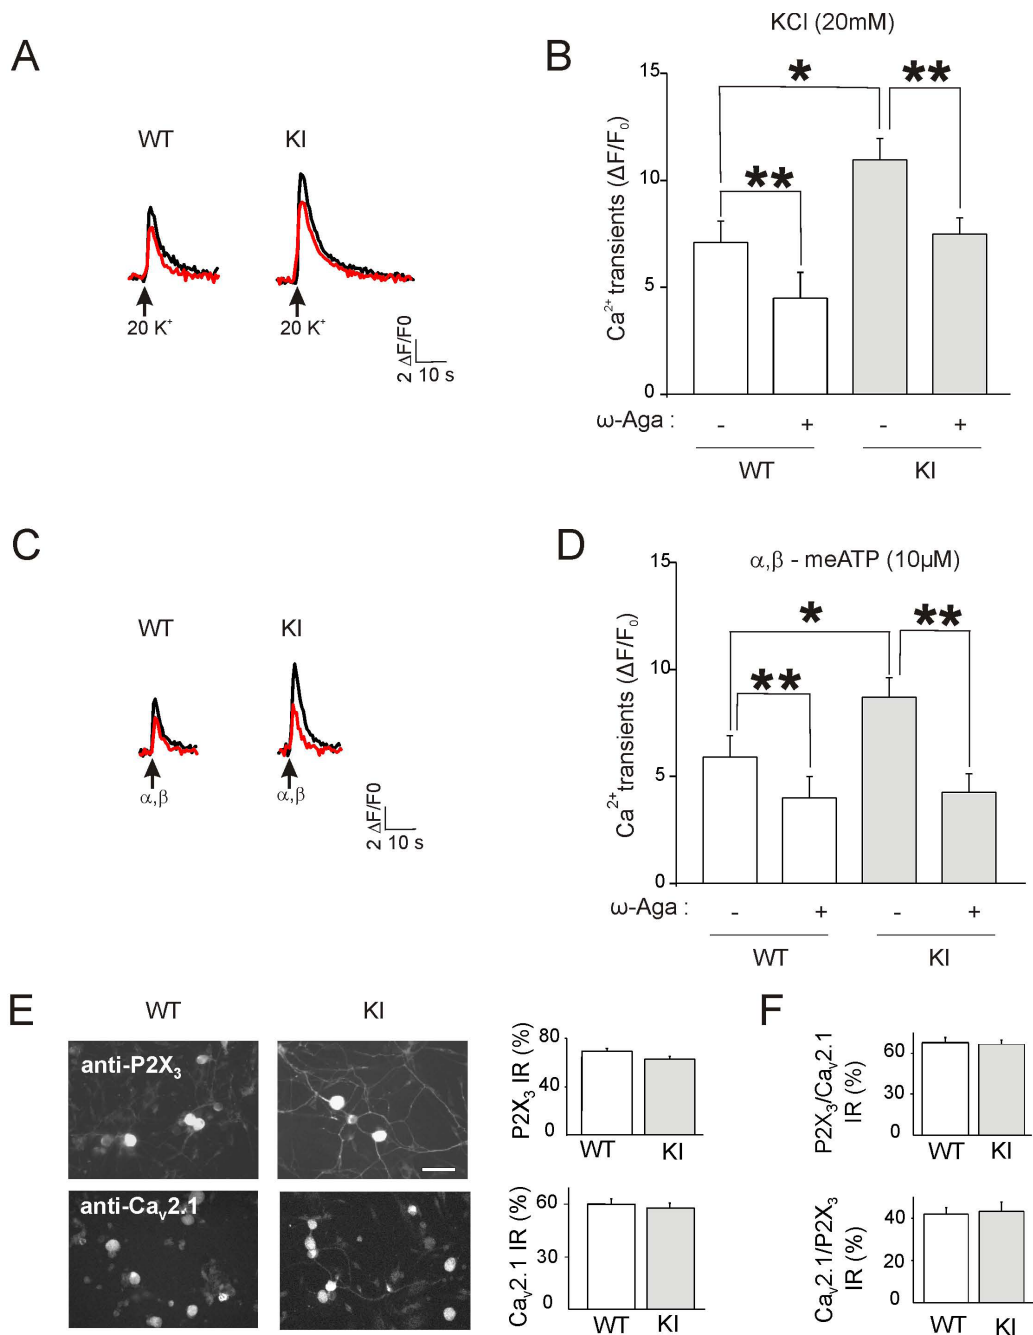 A
WT
KI
20 K⁺
20 K⁺
2 ΔF/F0
10 s
B
KCl (20mM)
Ca²⁺ transients (ΔF/F₀)
15
10
5
0
*
**
**
ω-Aga :
- + - +
WT
KI
C
WT
KI
α,β
α,β
2 ΔF/F0
10 s
D
α,β - meATP (10μM)
Ca²⁺ transients (ΔF/F₀)
15
10
5
0
*
**
**
ω-Aga :
- + - +
WT
KI
E
WT
KI
anti-P2X₃
anti-Caᵥ2.1
P2X₃ IR (%)
80
40
0
WT
KI
Caᵥ2.1 IR (%)
60
30
0
WT
KI
F
P2X₃/Caᵥ2.1
IR (%)
60
30
0
WT
KI
Caᵥ2.1/P2X₃
IR (%)
40
20
0
WT
KI